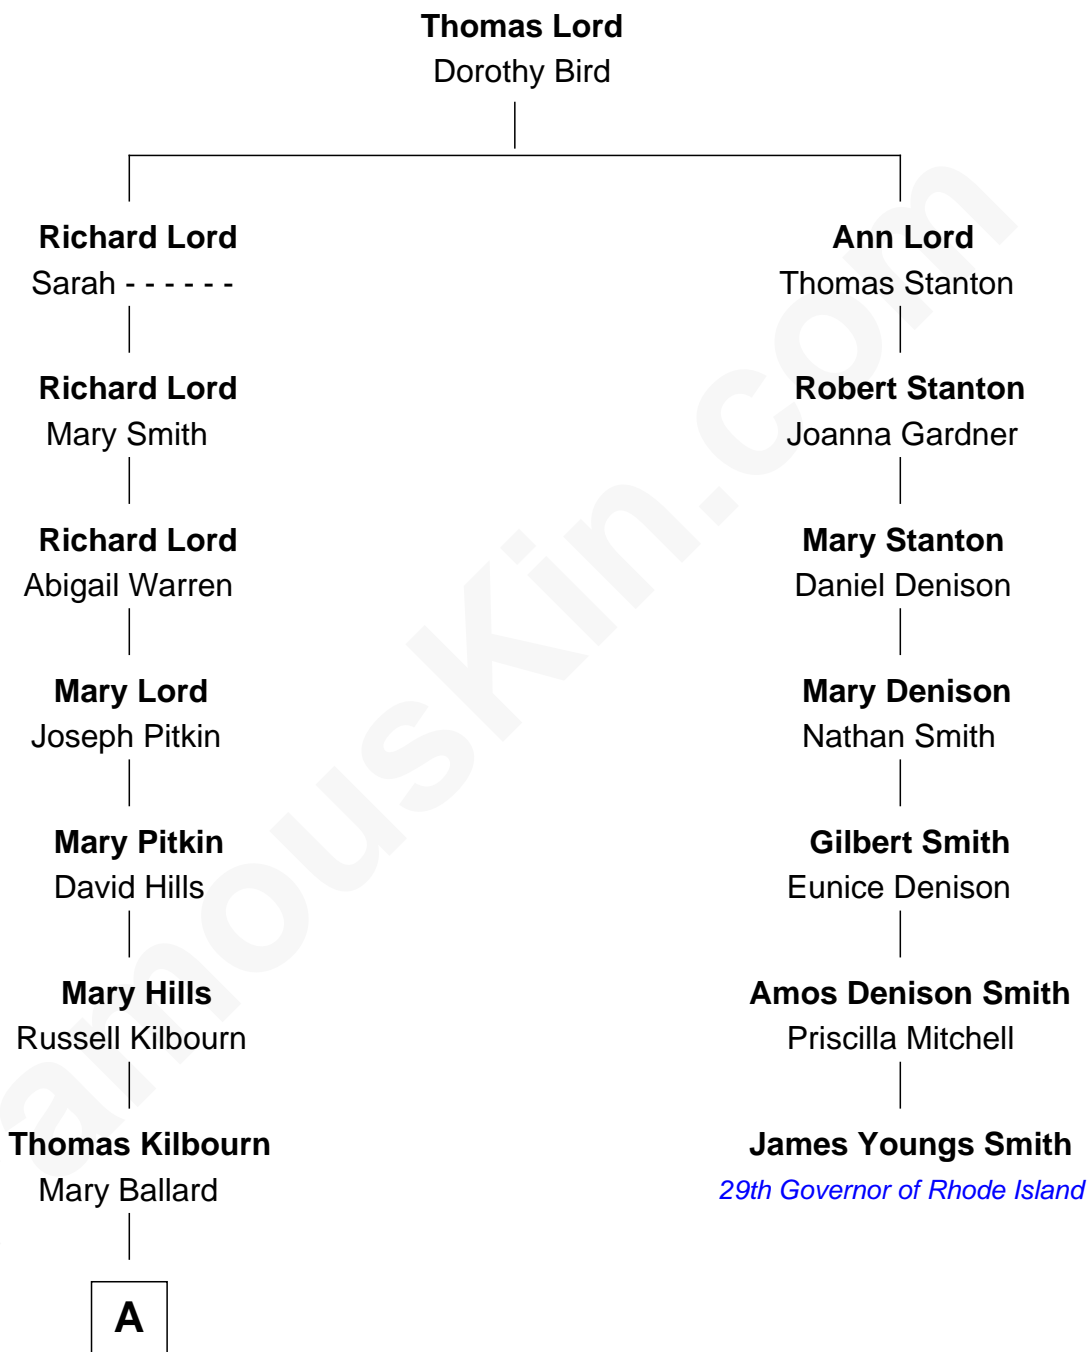 Thomas Lord
Dorothy Bird
Richard Lord
Sarah - - - - - -
Ann Lord
Thomas Stanton
Richard Lord
Mary Smith
Robert Stanton
Joanna Gardner
Richard Lord
Abigail Warren
Mary Stanton
Daniel Denison
Mary Lord
Joseph Pitkin
Mary Denison
Nathan Smith
Mary Pitkin
David Hills
Gilbert Smith
Eunice Denison
Mary Hills
Russell Kilbourn
Amos Denison Smith
Priscilla Mitchell
Thomas Kilbourn
Mary Ballard
James Youngs Smith
29th Governor of Rhode Island
A
amousKin.com